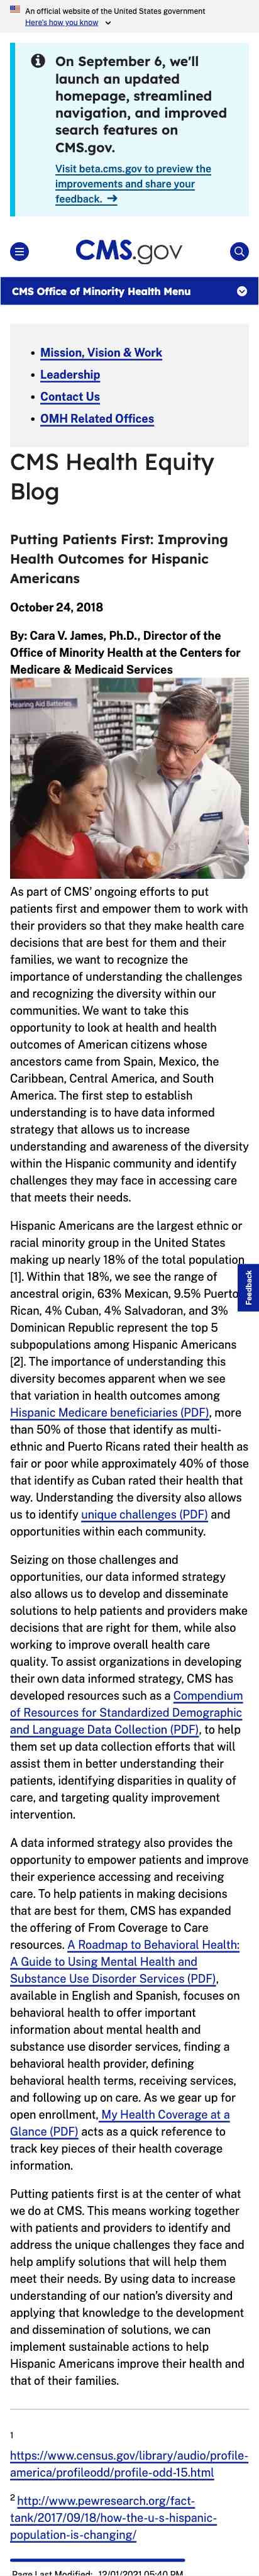 An official website of the United States government
Here's how you know
On September 6, we'll
launch an updated
homepage, streamlined
navigation, and improved
search features on
CMS.gov.
Visit beta.cms.gov to preview the
improvements and share your
feedback. →
CMS.gov
CMS Office of Minority Health Menu
• Mission, Vision & Work
• Leadership
• Contact Us
• OMH Related Offices
CMS Health Equity
Blog
Putting Patients First: Improving
Health Outcomes for Hispanic
Americans
October 24, 2018
By: Cara V. James, Ph.D., Director of the
Office of Minority Health at the Centers for
Medicare & Medicaid Services
Hearing Aid Batteries
As part of CMS' ongoing efforts to put
patients first and empower them to work with
their providers so that they make health care
decisions that are best for them and their
families, we want to recognize the
importance of understanding the challenges
and recognizing the diversity within our
communities. We want to take this
opportunity to look at health and health
outcomes of American citizens whose
ancestors came from Spain, Mexico, the
Caribbean, Central America, and South
America. The first step to establish
understanding is to have data informed
strategy that allows us to increase
understanding and awareness of the diversity
within the Hispanic community and identify
challenges they may face in accessing care
that meets their needs.
Hispanic Americans are the largest ethnic or
racial minority group in the United States
making up nearly 18% of the total population
[1]. Within that 18%, we see the range of
ancestral origin, 63% Mexican, 9.5% Puerto
Rican, 4% Cuban, 4% Salvadoran, and 3%
Dominican Republic represent the top 5
subpopulations among Hispanic Americans
[2]. The importance of understanding this
diversity becomes apparent when we see
that variation in health outcomes among
Hispanic Medicare beneficiaries (PDF), more
than 50% of those that identify as multi-
ethnic and Puerto Ricans rated their health as
fair or poor while approximately 40% of those
that identify as Cuban rated their health that
way. Understanding the diversity also allows
us to identify unique challenges (PDF) and
opportunities within each community.
Feedback
Seizing on those challenges and
opportunities, our data informed strategy
also allows us to develop and disseminate
solutions to help patients and providers make
decisions that are right for them, while also
working to improve overall health care
quality. To assist organizations in developing
their own data informed strategy, CMS has
developed resources such as a Compendium
of Resources for Standardized Demographic
and Language Data Collection (PDF), to help
them set up data collection efforts that will
assist them in better understanding their
patients, identifying disparities in quality of
care, and targeting quality improvement
intervention.
A data informed strategy also provides the
opportunity to empower patients and improve
their experience accessing and receiving
care. To help patients in making decisions
that are best for them, CMS has expanded
the offering of From Coverage to Care
resources. A Roadmap to Behavioral Health:
A Guide to Using Mental Health and
Substance Use Disorder Services (PDF),
available in English and Spanish, focuses on
behavioral health to offer important
information about mental health and
substance use disorder services, finding a
behavioral health provider, defining
behavioral health terms, receiving services,
and following up on care. As we gear up for
open enrollment, My Health Coverage at a
Glance (PDF) acts as a quick reference to
track key pieces of their health coverage
information.
Putting patients first is at the center of what
we do at CMS. This means working together
with patients and providers to identify and
address the unique challenges they face and
help amplify solutions that will help them
meet their needs. By using data to increase
understanding of our nation's diversity and
applying that knowledge to the development
and dissemination of solutions, we can
implement sustainable actions to help
Hispanic Americans improve their health and
that of their families.
1
https://www.census.gov/library/audio/profile-
america/profileodd/profile-odd-15.html
2 http://www.pewresearch.org/fact-
tank/2017/09/18/how-the-u-s-hispanic-
population-is-changing/
Page Last Modified: 12/01/2021 05:40 PM